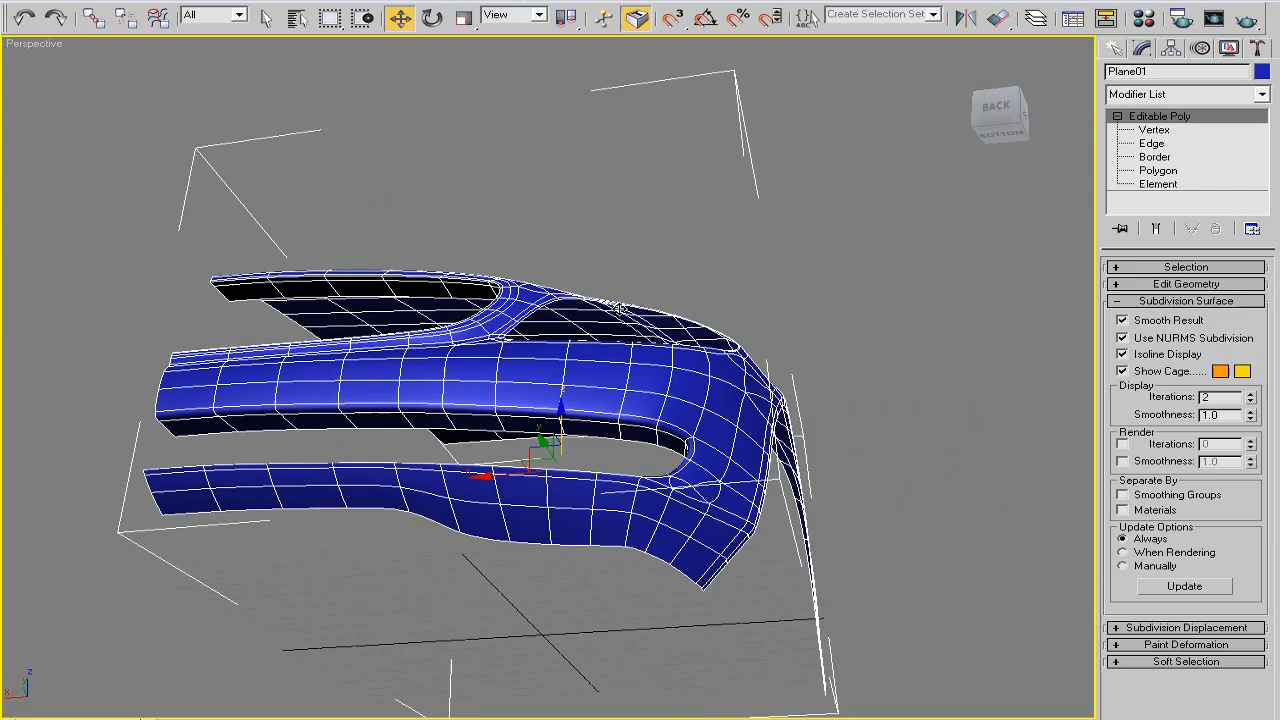 All
View
3
%
ABC
Create Selection Set
Perspective
BACK
BOTTOM
Plane01
Modifier List
Editable Poly
Vertex
Edge
Border
Polygon
Element
+ Selection
+ Edit Geometry
- Subdivision Surface
Smooth Result
Use NURMS Subdivision
Isoline Display
Show Cage......
Display
Iterations: 2
Smoothness: 1.0
Render
Iterations: 0
Smoothness: 1.0
Separate By
Smoothing Groups
Materials
Update Options
Always
When Rendering
Manually
Update
+ Subdivision Displacement
+ Paint Deformation
+ Soft Selection
z
x